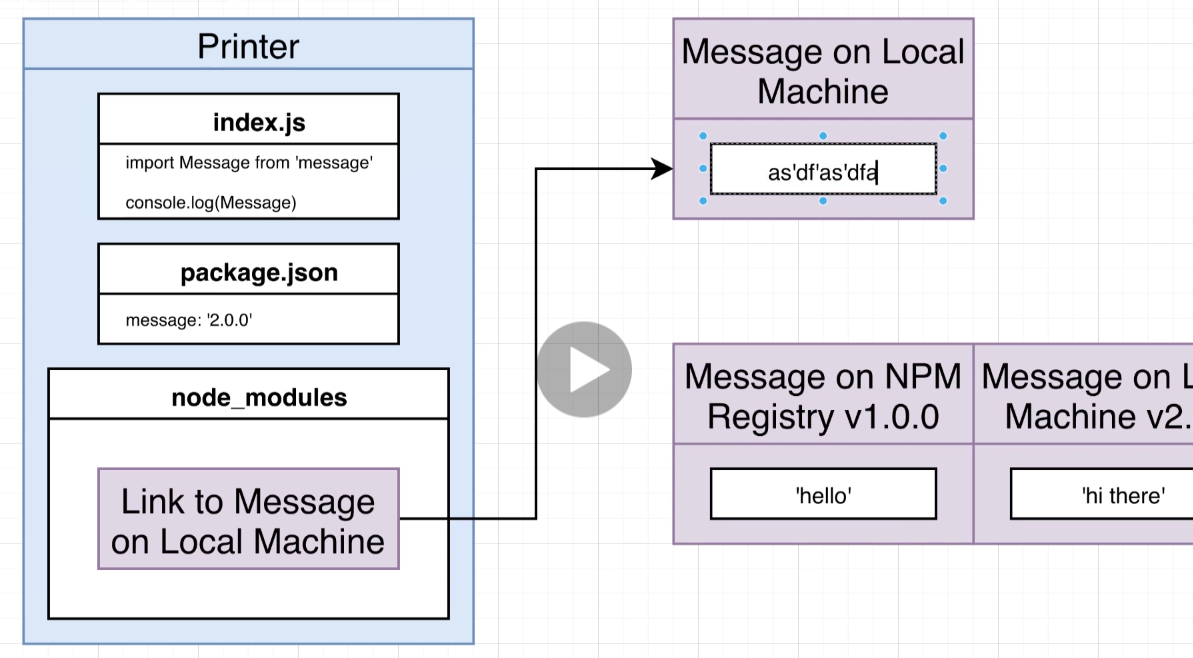 Printer
index.js
import Message from 'message'
console.log(Message)
package.json
message: '2.0.0'
node_modules
Link to Message
on Local Machine
Message on Local
Machine
as'df'as'dfa
Message on NPM
Registry v1.0.0
'hello'
Message on L
Machine v2.
'hi there'